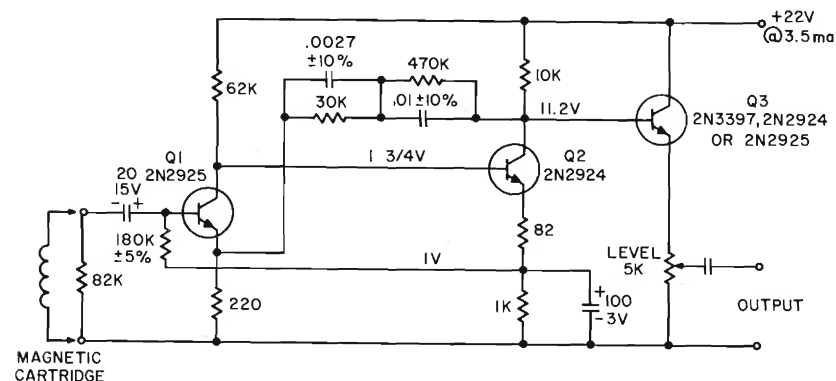 +22V
@3.5ma
.0027
±10%
470K
62K
30K
.01 ±10%
10K
11.2V
Q3
2N3397, 2N2924
OR 2N2925
Q1
2N2925
1 3/4V
Q2
2N2924
20
15V
- +
180K
±5%
82K
82
1V
LEVEL
5K
220
1K
+
100
-3V
OUTPUT
MAGNETIC
CARTRIDGE